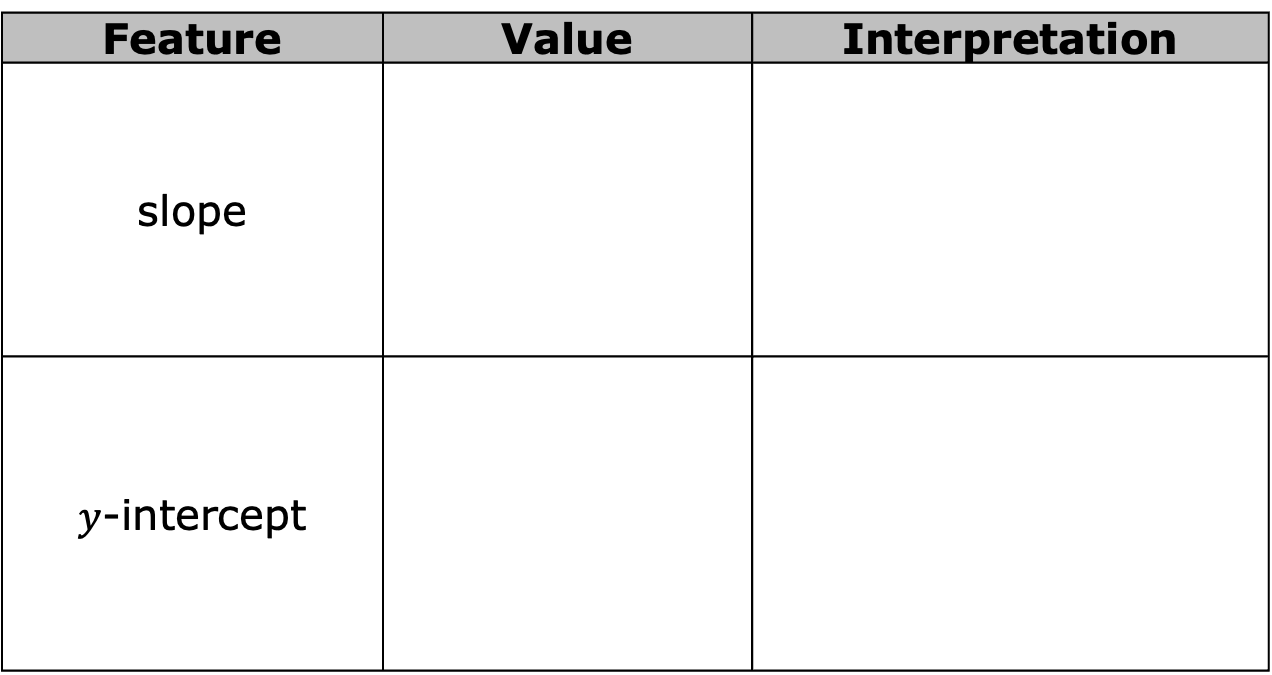 Feature Value Interpretation
slope
y-intercept